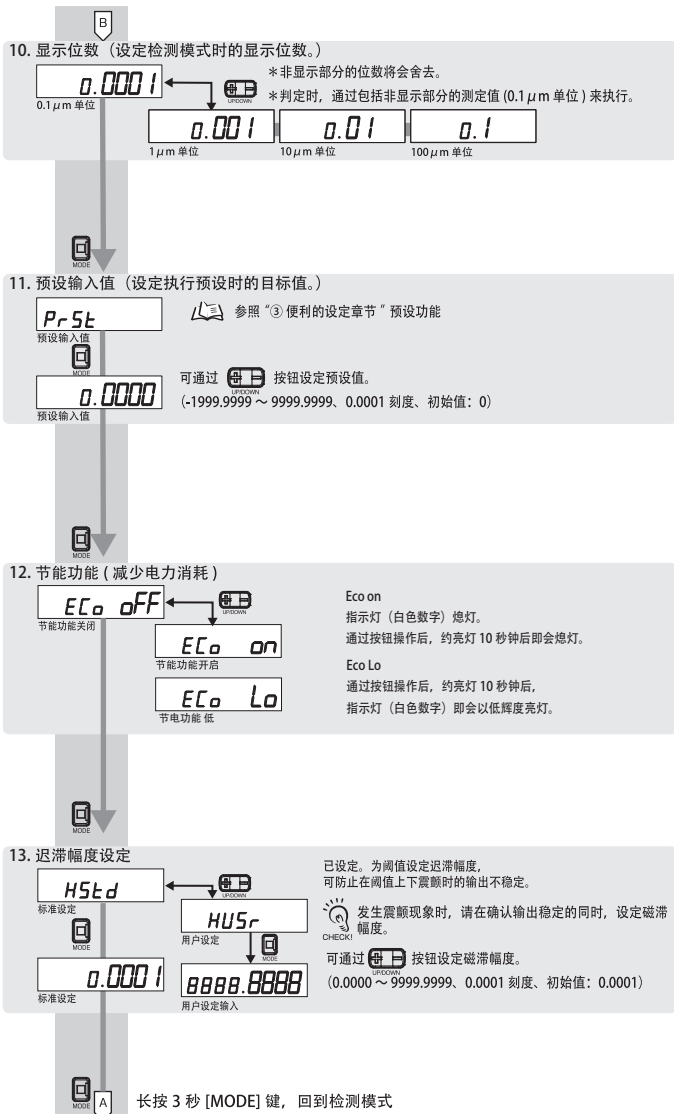 B
10. 显示位数（设定检测模式时的显示位数。）
0.0001
0.1μm 单位
UP/DOWN
＊非显示部分的位数将会舍去。
＊判定时，通过包括非显示部分的测定值 (0.1μm 单位 ) 来执行。
0.001
0.01
0.1
1μm 单位
10μm 单位
100μm 单位
MODE
11. 预设输入值（设定执行预设时的目标值。）
PrSt
预设输入值
参照 “③ 便利的设定章节 ” 预设功能
MODE
0.0000
预设输入值
可通过 UP/DOWN 按钮设定预设值。
（-1999.9999 ～ 9999.9999、0.0001 刻度、初始值：0）
MODE
12. 节能功能 ( 减少电力消耗 )
ECo oFF
节能功能关闭
UP/DOWN
ECo on
节能功能开启
ECo Lo
节电功能 低
Eco on
指示灯（白色数字）熄灯。
通过按钮操作后，约亮灯 10 秒钟后即会熄灯。
Eco Lo
通过按钮操作后，约亮灯 10 秒钟后，
指示灯（白色数字）即会以低辉度亮灯。
MODE
13. 迟滞幅度设定
HStd
标准设定
MODE
0.0001
标准设定
UP/DOWN
HUSr
用户设定
MODE
8888.8888
用户设定输入
已设定。为阈值设定迟滞幅度，
可防止在阈值上下震颤时的输出不稳定。
CHECK!
发生震颤现象时，请在确认输出稳定的同时，设定磁滞
幅度。
可通过 UP/DOWN 按钮设定磁滞幅度。
（0.0000 ～ 9999.9999、0.0001 刻度、初始值：0.0001）
MODE
A
长按 3 秒 [MODE] 键，回到检测模式